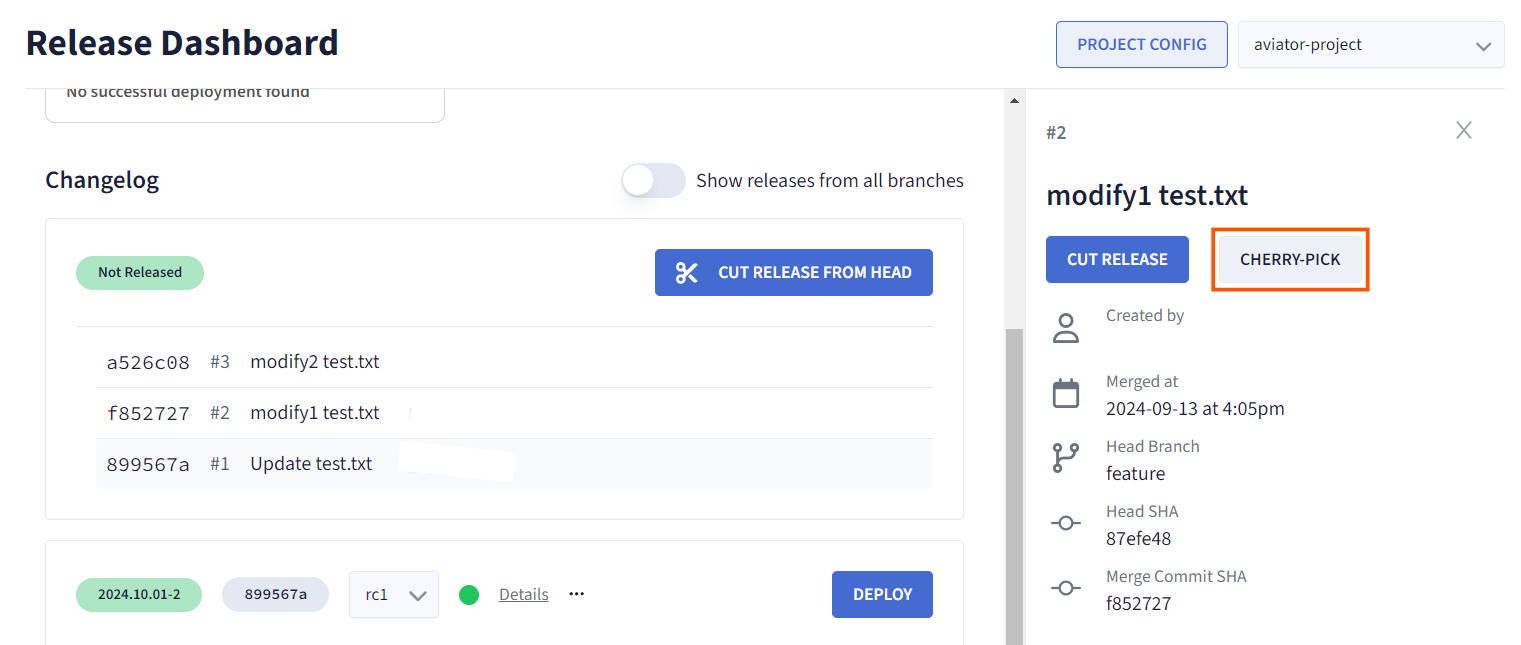 Release Dashboard
PROJECT CONFIG
aviator-project
No successful deployment found
Changelog
Show releases from all branches
Not Released
CUT RELEASE FROM HEAD
a526c08 #3 modify2 test.txt
f852727 #2 modify1 test.txt
899567a #1 Update test.txt
2024.10.01-2 899567a rc1 Details ··· DEPLOY
#2
modify1 test.txt
CUT RELEASE
CHERRY-PICK
Created by
Merged at
2024-09-13 at 4:05pm
Head Branch
feature
Head SHA
87efe48
Merge Commit SHA
f852727